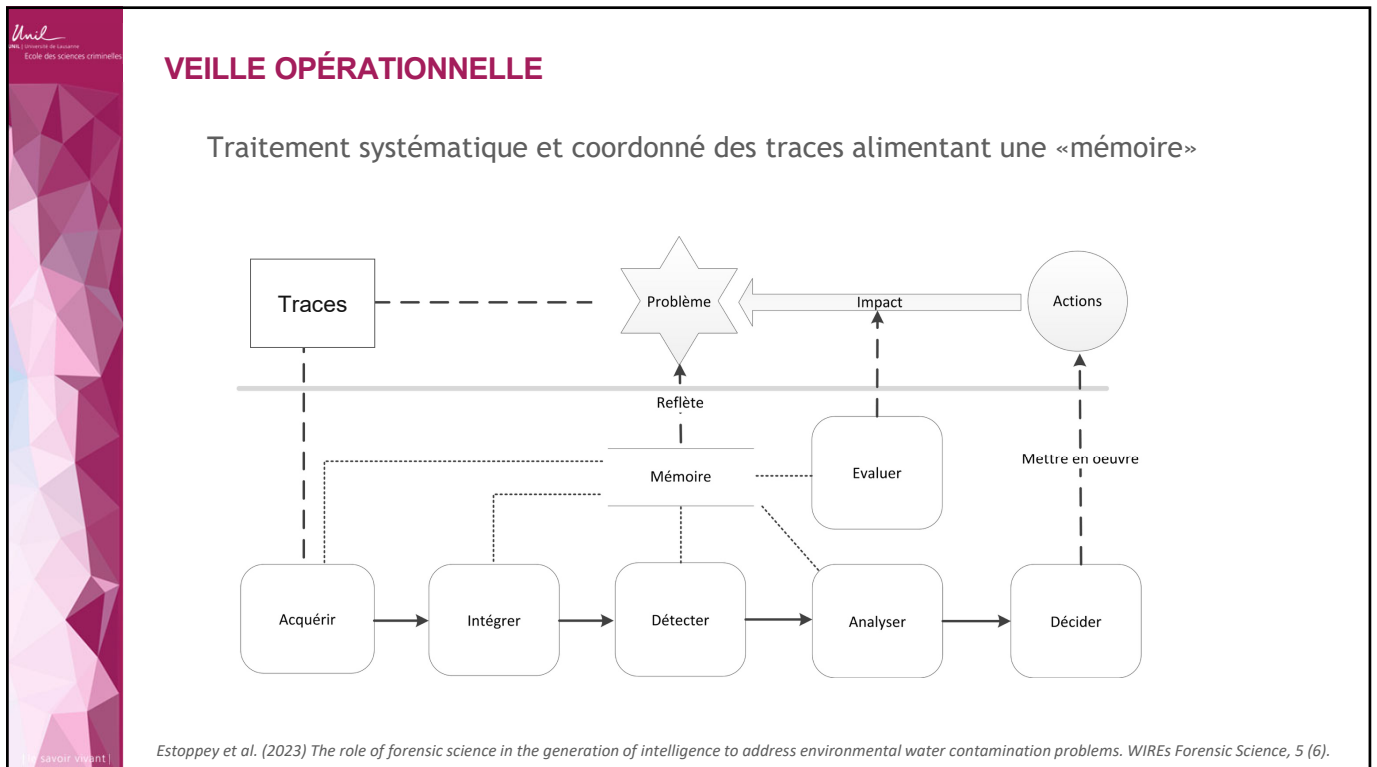 Unil
UNIL | Université de Lausanne
Ecole des sciences criminelles
VEILLE OPÉRATIONNELLE
Traitement systématique et coordonné des traces alimentant une «mémoire»
Traces
Problème
Impact
Actions
Reflète
Mémoire
Evaluer
Mettre en oeuvre
Acquérir
Intégrer
Détecter
Analyser
Décider
Estoppey et al. (2023) The role of forensic science in the generation of intelligence to address environmental water contamination problems. WIREs Forensic Science, 5 (6).
savoir vivant |